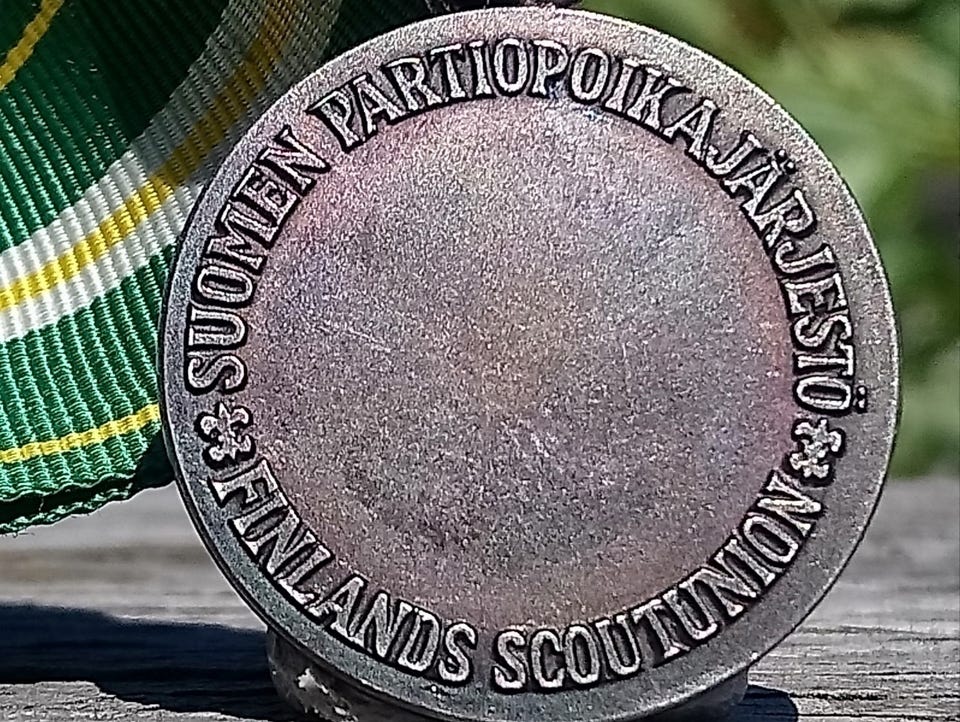 SUOMEN PARTIOPOIKAJÄRJESTÖ
FINLANDS SCOUTUNION